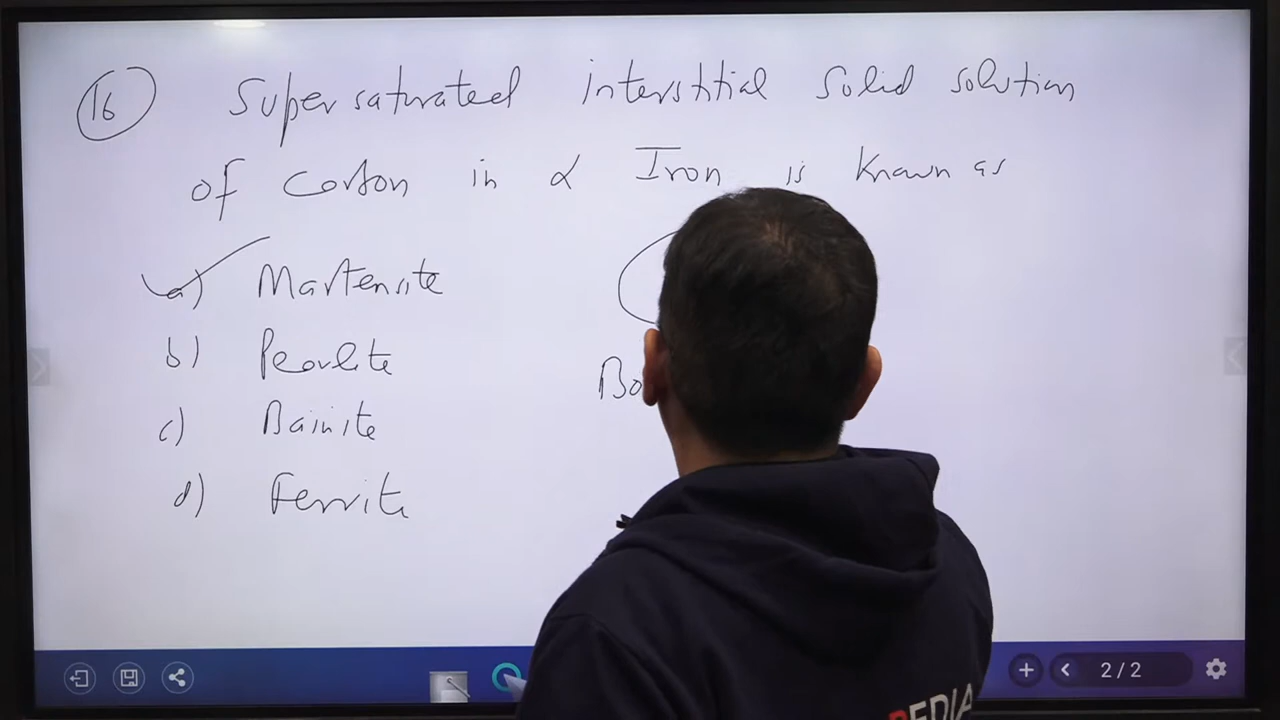 16 Supersaturated interstitial Solid solution
of Carbon in α Iron is known as
a) Martensite
b) Pearlite
c) Bainite
d) Ferrite
2/2